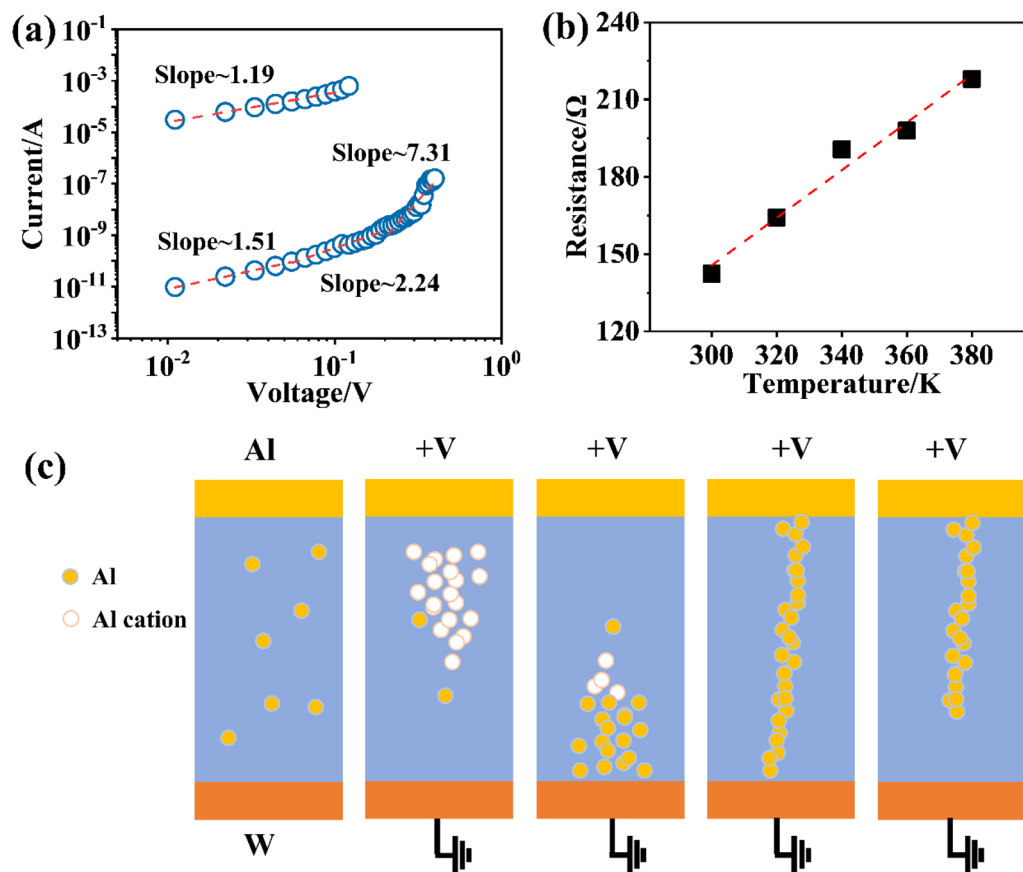 (a)
10⁻¹
10⁻³
10⁻⁵
10⁻⁷
10⁻⁹
10⁻¹¹
10⁻¹³
Current/A
Slope~1.19
Slope~7.31
Slope~1.51
Slope~2.24
10⁻² 10⁻¹ 10⁰
Voltage/V
(b)
240
210
180
150
120
Resistance/Ω
300 320 340 360 380
Temperature/K
(c)
Al +V +V +V +V
Al
Al cation
W